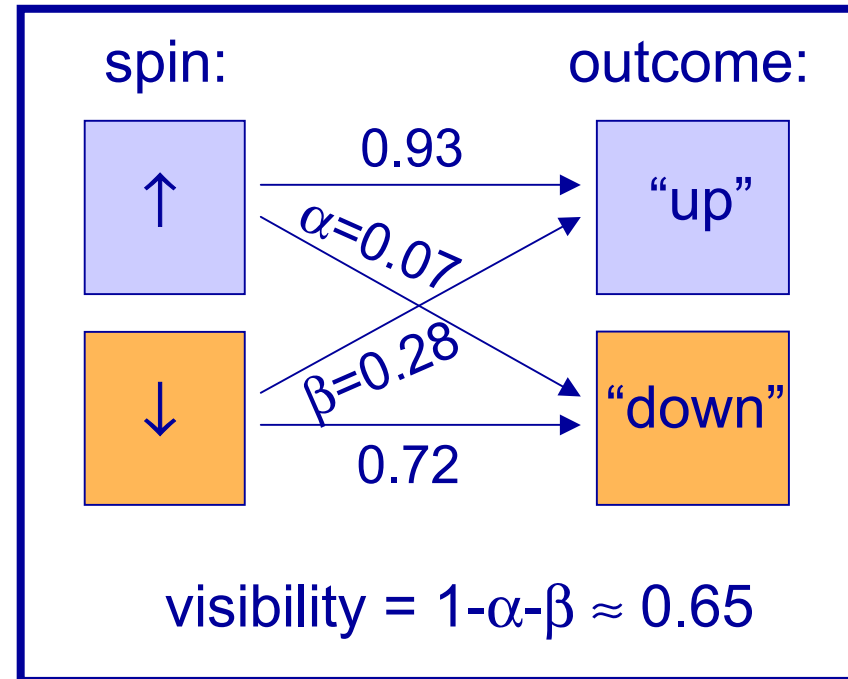 spin:
outcome:
↑
0.93
“up”
α=0.07
β=0.28
↓
0.72
“down”
visibility = 1-α-β ≈ 0.65